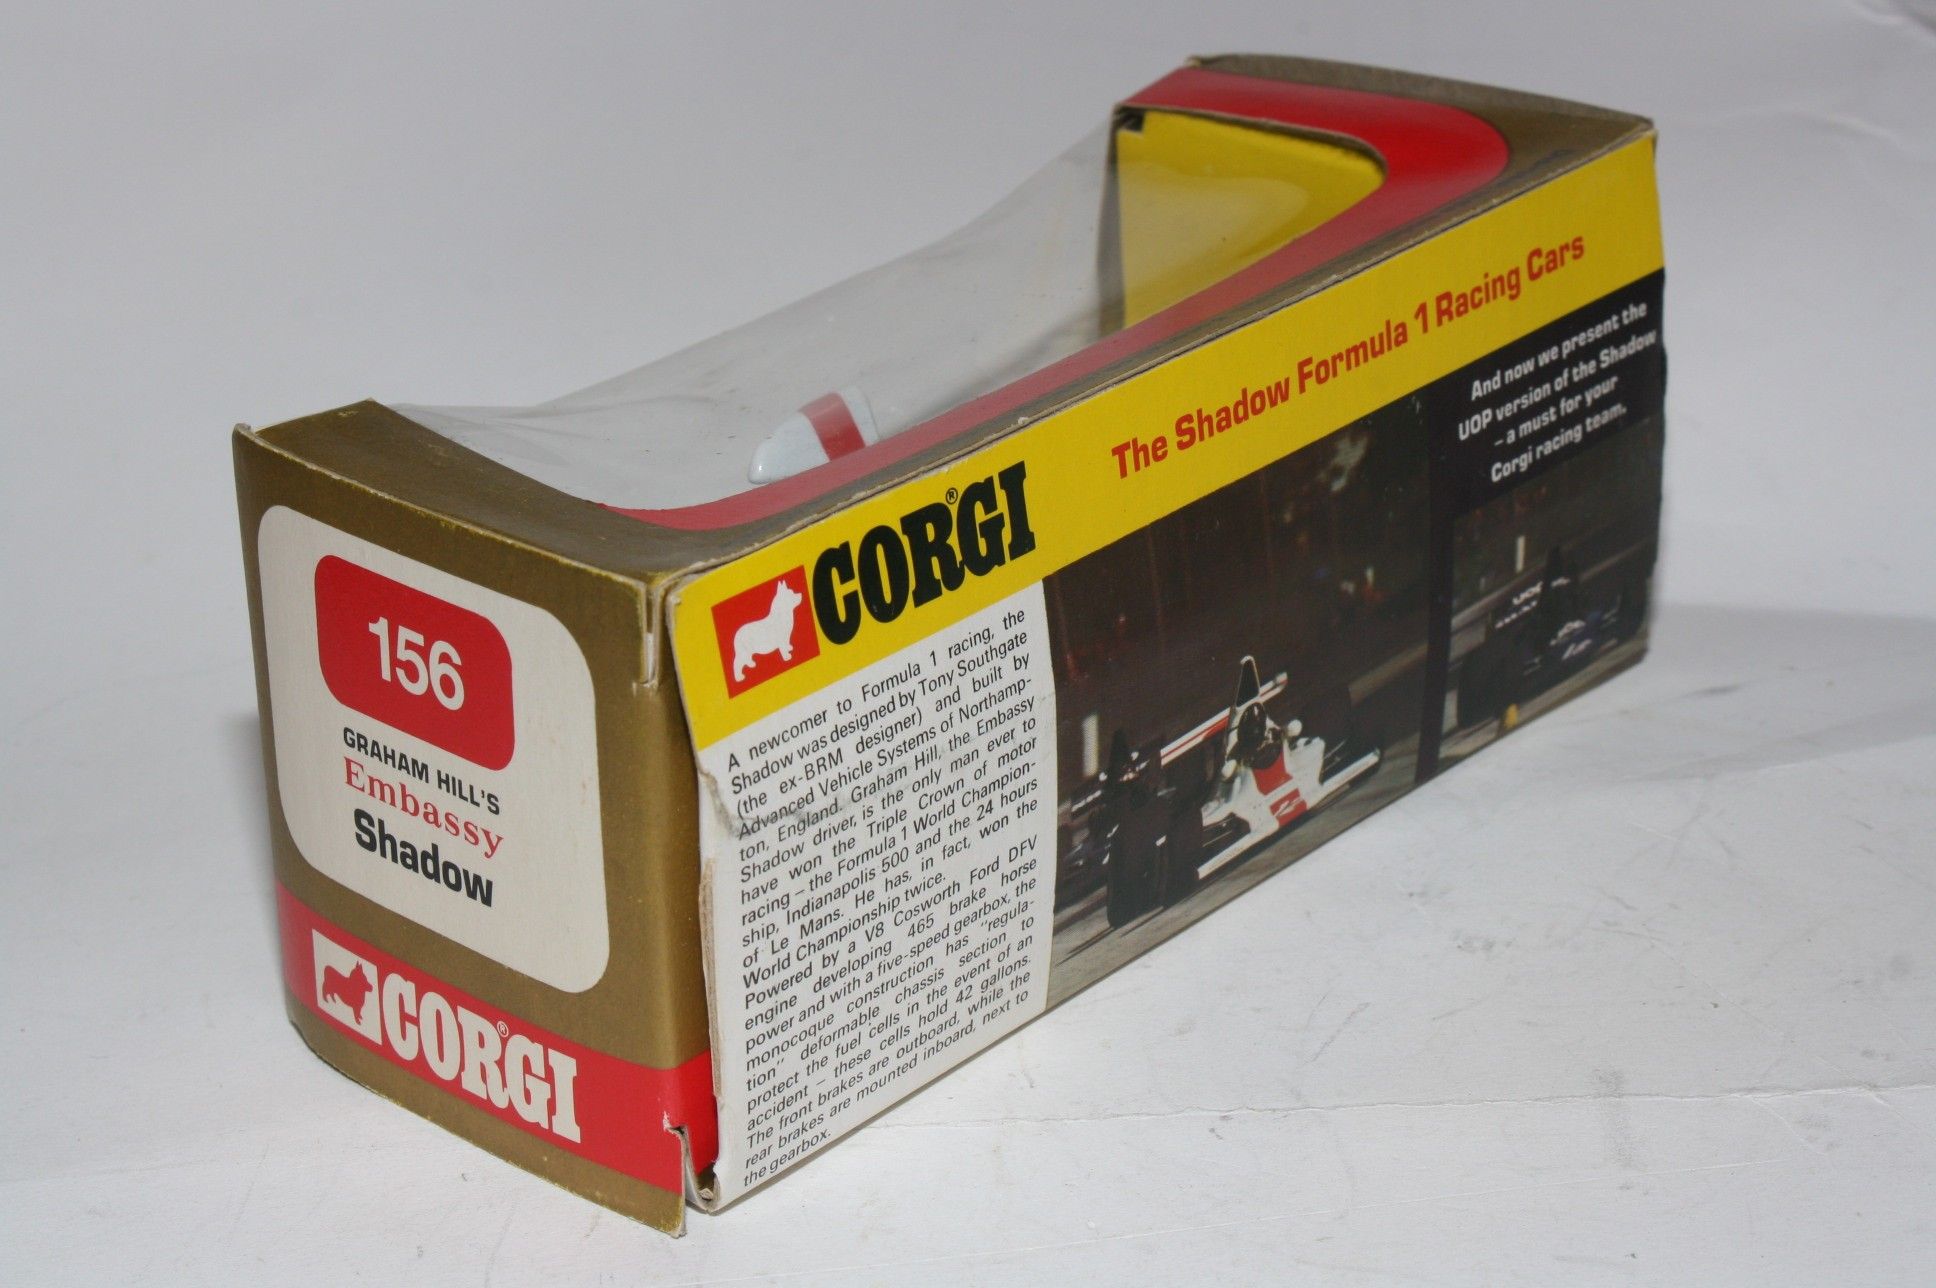 156
GRAHAM HILL'S
Embassy
Shadow
CORGI®
CORGI®
The Shadow Formula 1 Racing Cars
And now we present the
UOP version of the Shadow
– a must for your
Corgi racing team.
A newcomer to Formula 1 racing, the
Shadow was designed by Tony Southgate
(the ex-BRM designer) and built by
Advanced Vehicle Systems of Northamp-
ton, England. Graham Hill, the Embassy
Shadow driver, is the only man ever to
have won the Triple Crown of motor
racing – the Formula 1 World Champion-
ship, Indianapolis 500 and the 24 hours
of Le Mans. He has, in fact, won the
World Championship twice.
Powered by a V8 Cosworth Ford DFV
engine developing 465 brake horse
power and with a five-speed gearbox, the
monocoque construction has "regula-
tion" deformable chassis section to
protect the fuel cells in the event of an
accident – these cells hold 42 gallons.
The front brakes are outboard, while the
rear brakes are mounted inboard, next to
the gearbox.
UOP